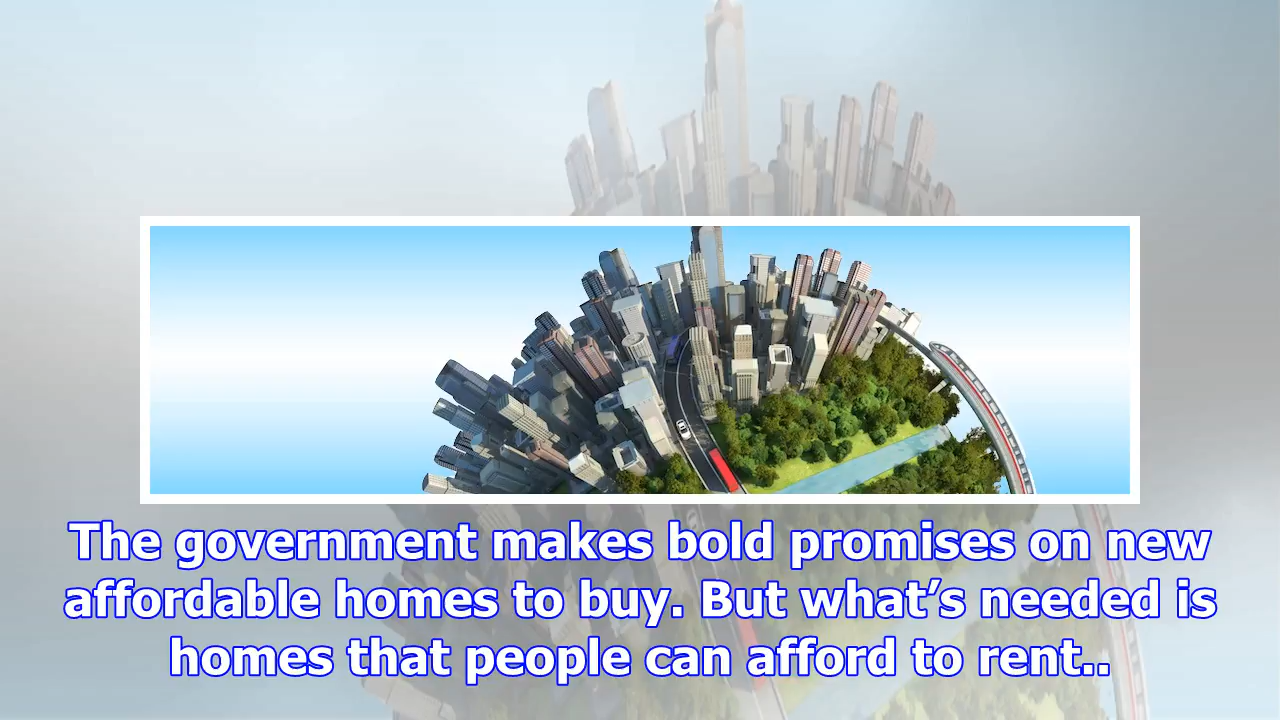 The government makes bold promises on new
affordable homes to buy. But what’s needed is
homes that people can afford to rent..